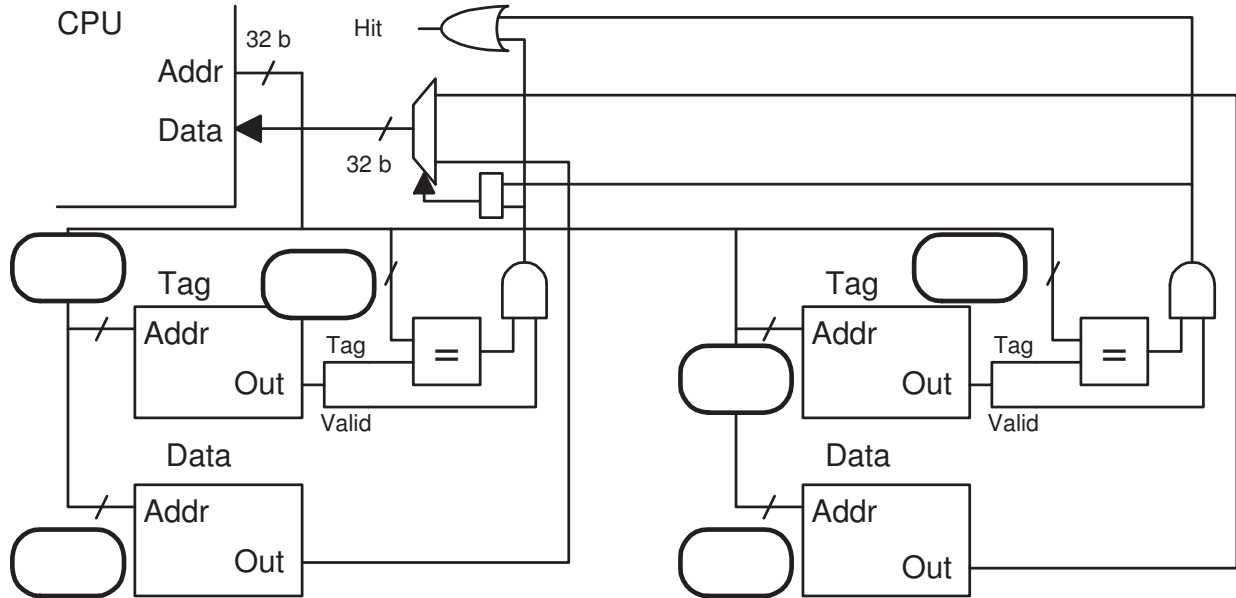 CPU
32 b
Hit
Addr
Data
32 b
Tag
Addr
Out
Tag
Valid
=
Data
Addr
Out
Tag
Addr
Out
Tag
Valid
=
Data
Addr
Out